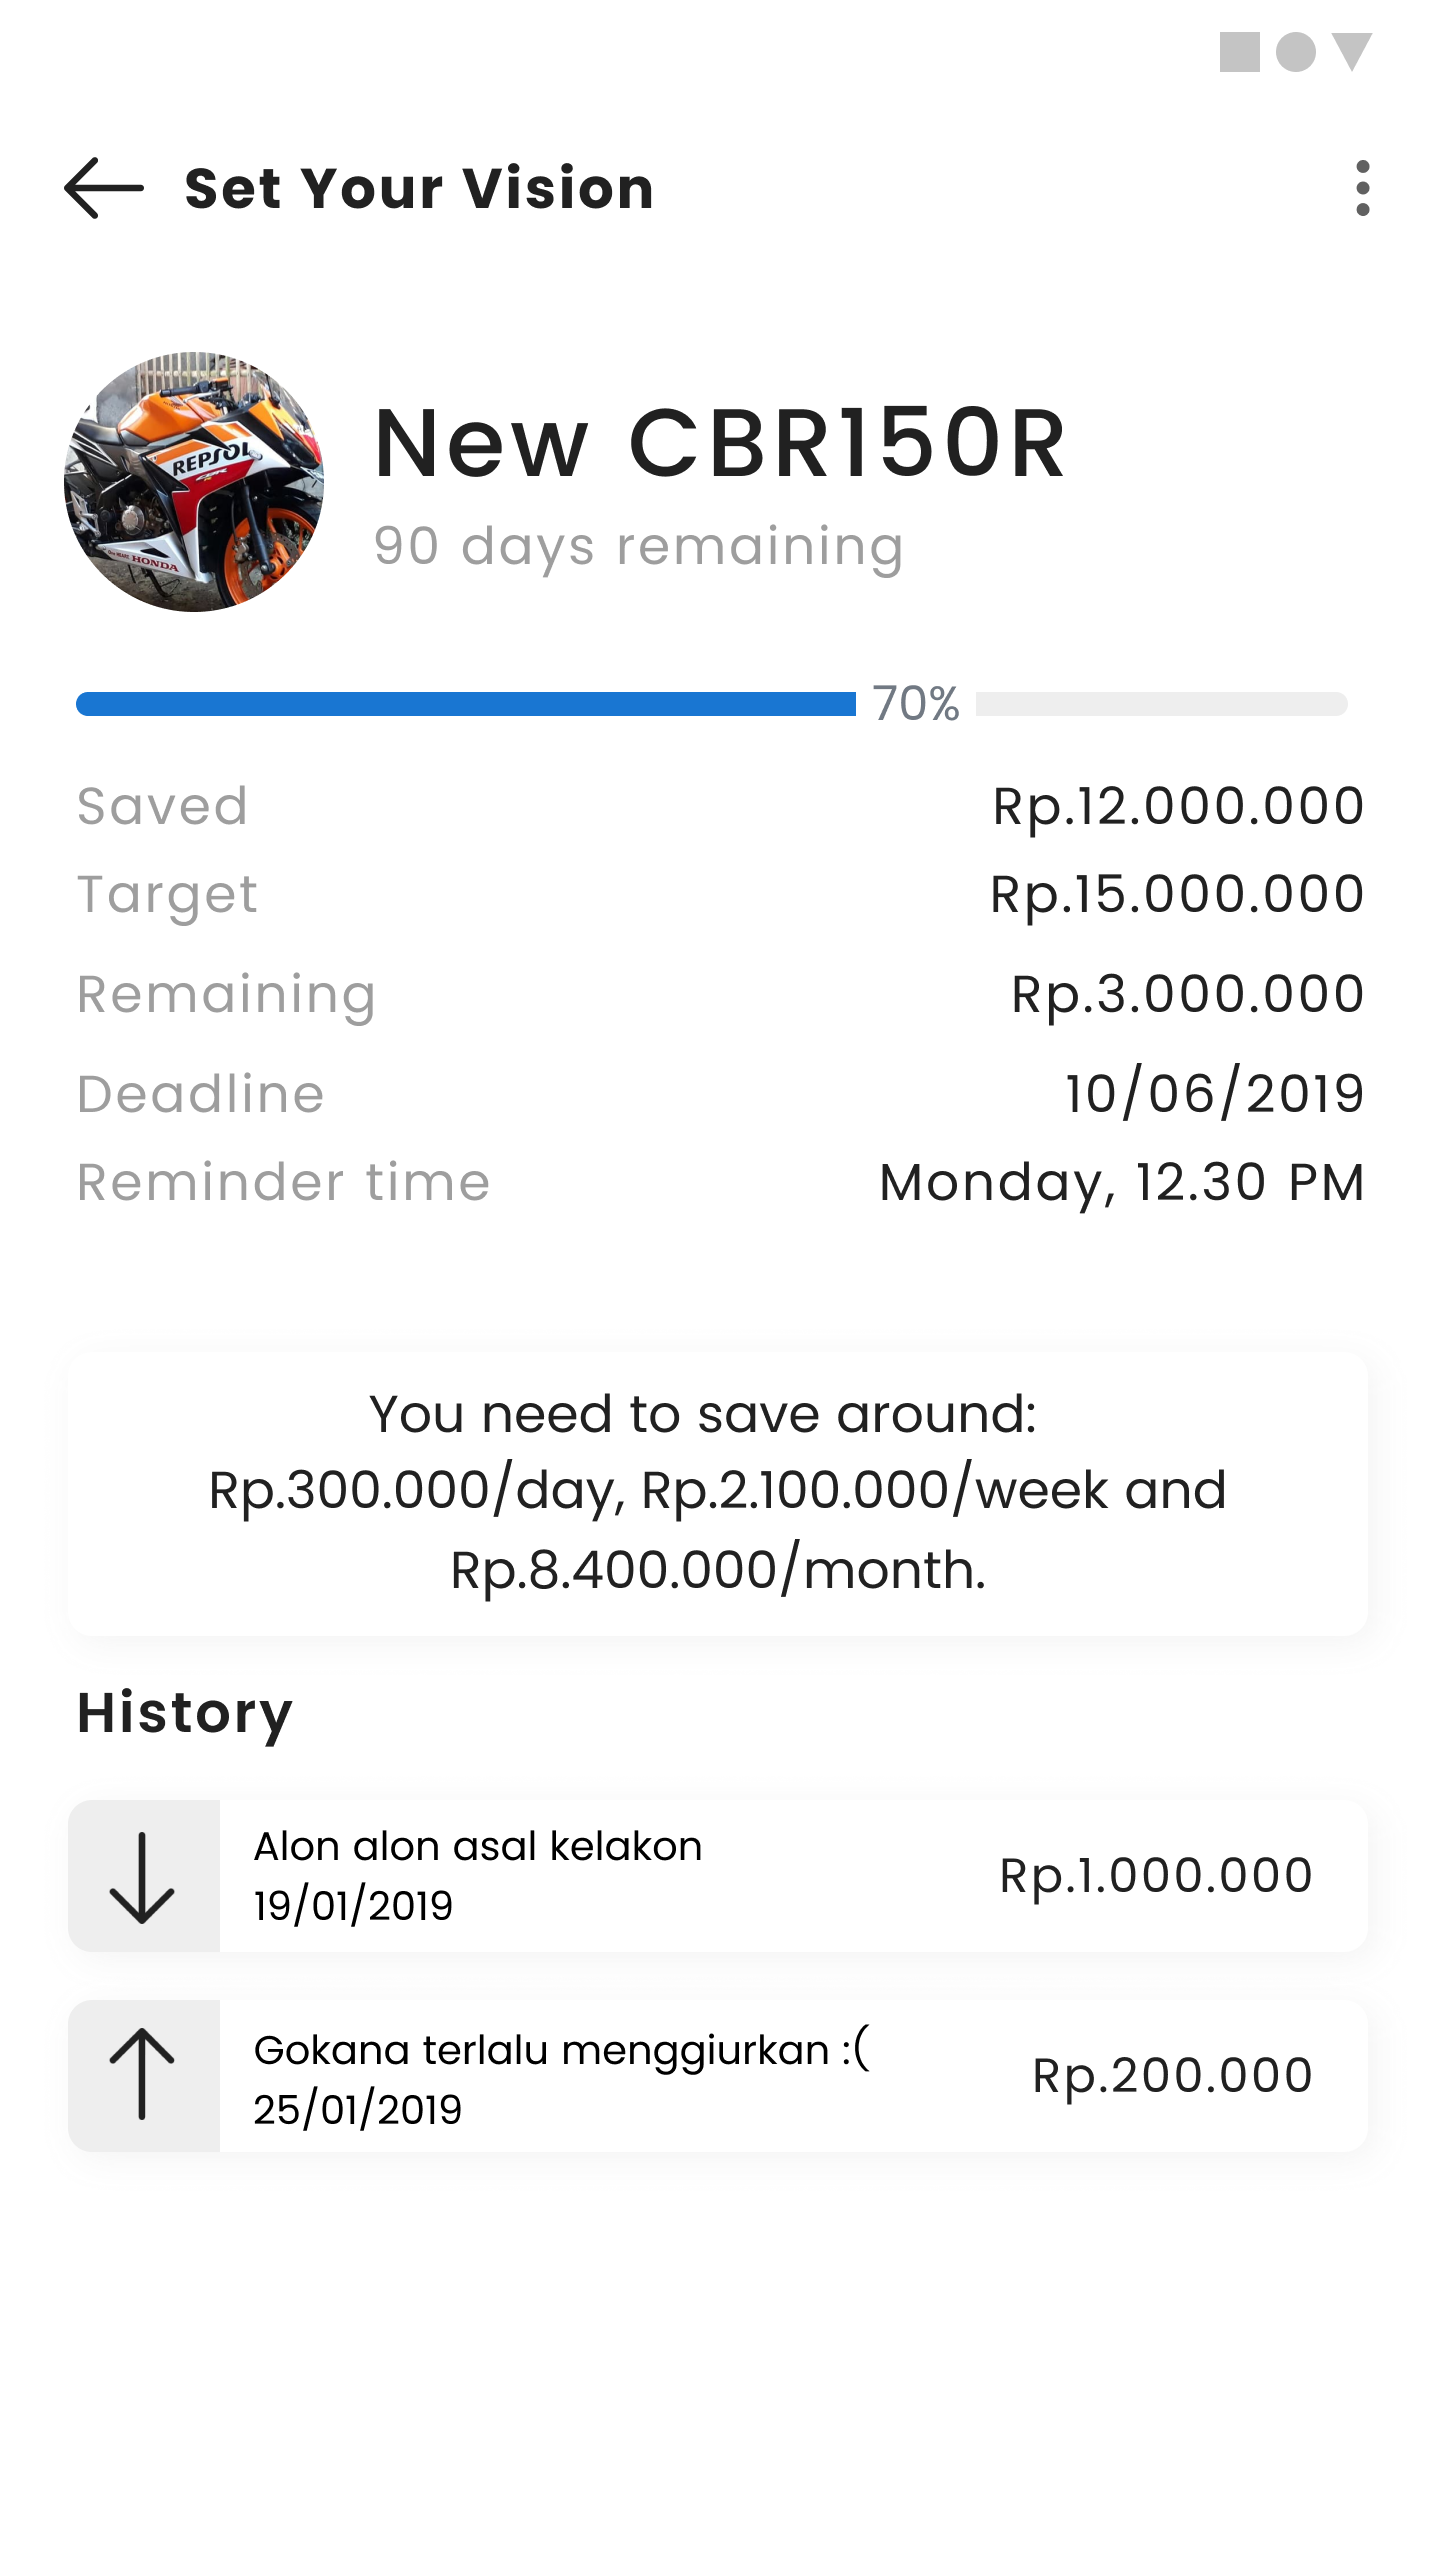 Set Your Vision
REPSOL
HONDA
New CBR150R
90 days remaining
70%
Saved Rp.12.000.000
Target Rp.15.000.000
Remaining Rp.3.000.000
Deadline 10/06/2019
Reminder time Monday, 12.30 PM
You need to save around:
Rp.300.000/day, Rp.2.100.000/week and
Rp.8.400.000/month.
History
Alon alon asal kelakon
19/01/2019
Rp.1.000.000
Gokana terlalu menggiurkan :(
25/01/2019
Rp.200.000